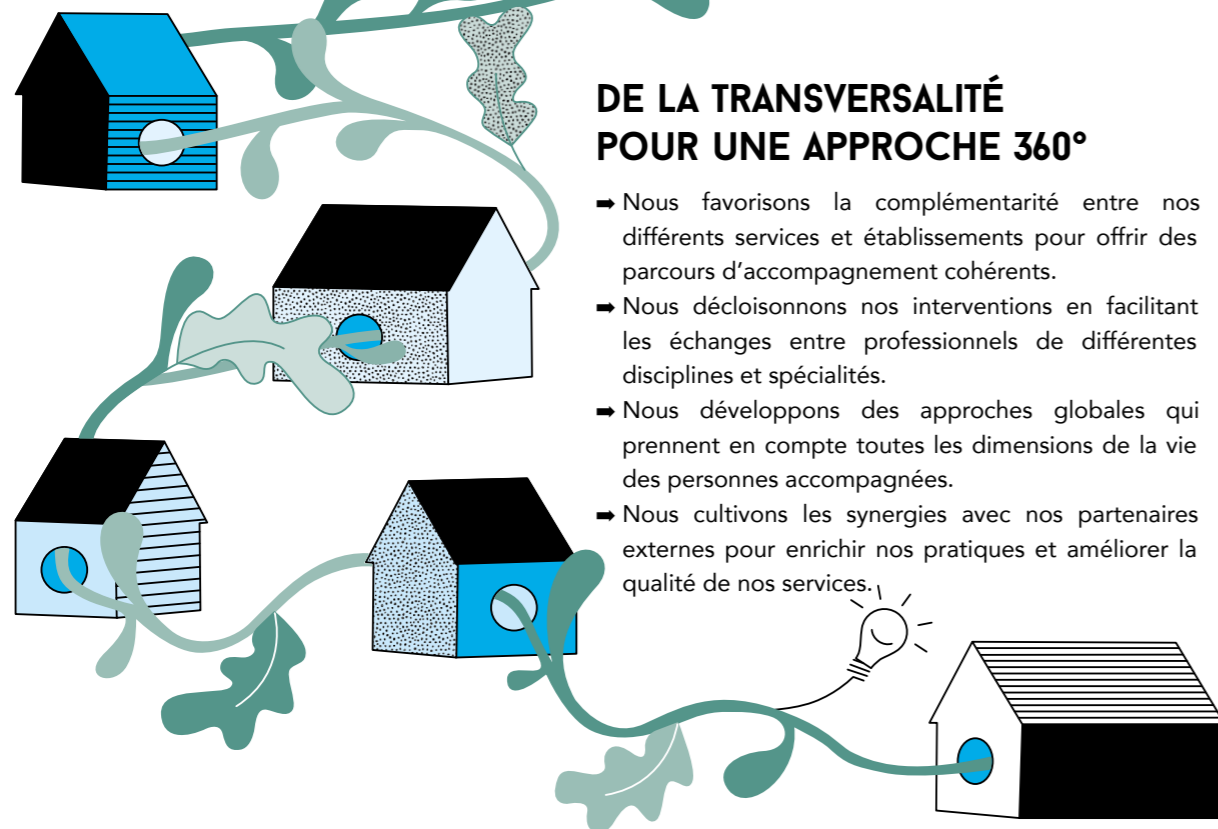 DE LA TRANSVERSALITÉ
POUR UNE APPROCHE 360°
➡ Nous favorisons la complémentarité entre nos
différents services et établissements pour offrir des
parcours d’accompagnement cohérents.
➡ Nous décloisonnons nos interventions en facilitant
les échanges entre professionnels de différentes
disciplines et spécialités.
➡ Nous développons des approches globales qui
prennent en compte toutes les dimensions de la vie
des personnes accompagnées.
➡ Nous cultivons les synergies avec nos partenaires
externes pour enrichir nos pratiques et améliorer la
qualité de nos services.